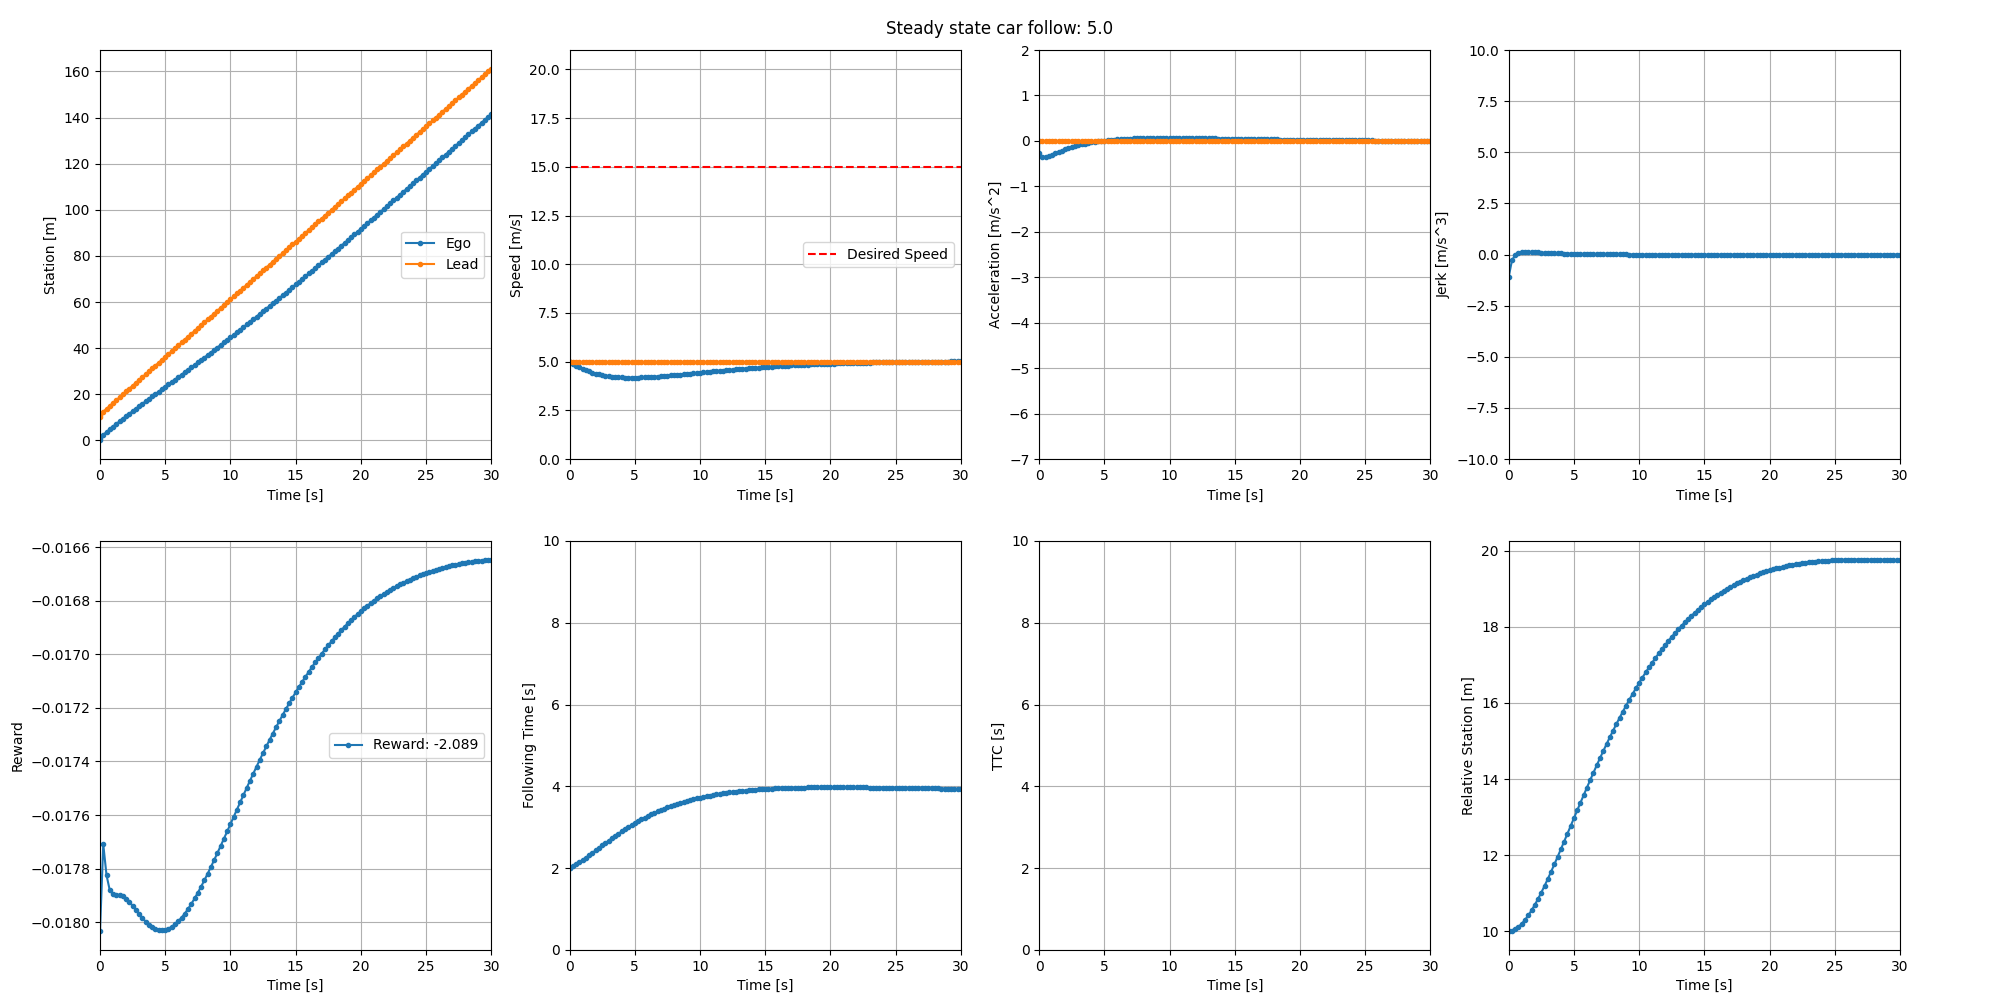 Steady state car follow: 5.0
Station [m]
160
140
120
100
80
60
40
20
0
Ego
Lead
0 5 10 15 20 25 30
Time [s]
Speed [m/s]
20.0
17.5
15.0
12.5
10.0
7.5
5.0
2.5
0.0
Desired Speed
0 5 10 15 20 25 30
Time [s]
Acceleration [m/s^2]
2
1
0
−1
−2
−3
−4
−5
−6
−7
0 5 10 15 20 25 30
Time [s]
Jerk [m/s^3]
10.0
7.5
5.0
2.5
0.0
−2.5
−5.0
−7.5
−10.0
0 5 10 15 20 25 30
Time [s]
Reward
−0.0166
−0.0168
−0.0170
−0.0172
−0.0174
−0.0176
−0.0178
−0.0180
Reward: -2.089
0 5 10 15 20 25 30
Time [s]
Following Time [s]
10
8
6
4
2
0
0 5 10 15 20 25 30
Time [s]
TTC [s]
10
8
6
4
2
0
0 5 10 15 20 25 30
Time [s]
Relative Station [m]
20
18
16
14
12
10
0 5 10 15 20 25 30
Time [s]